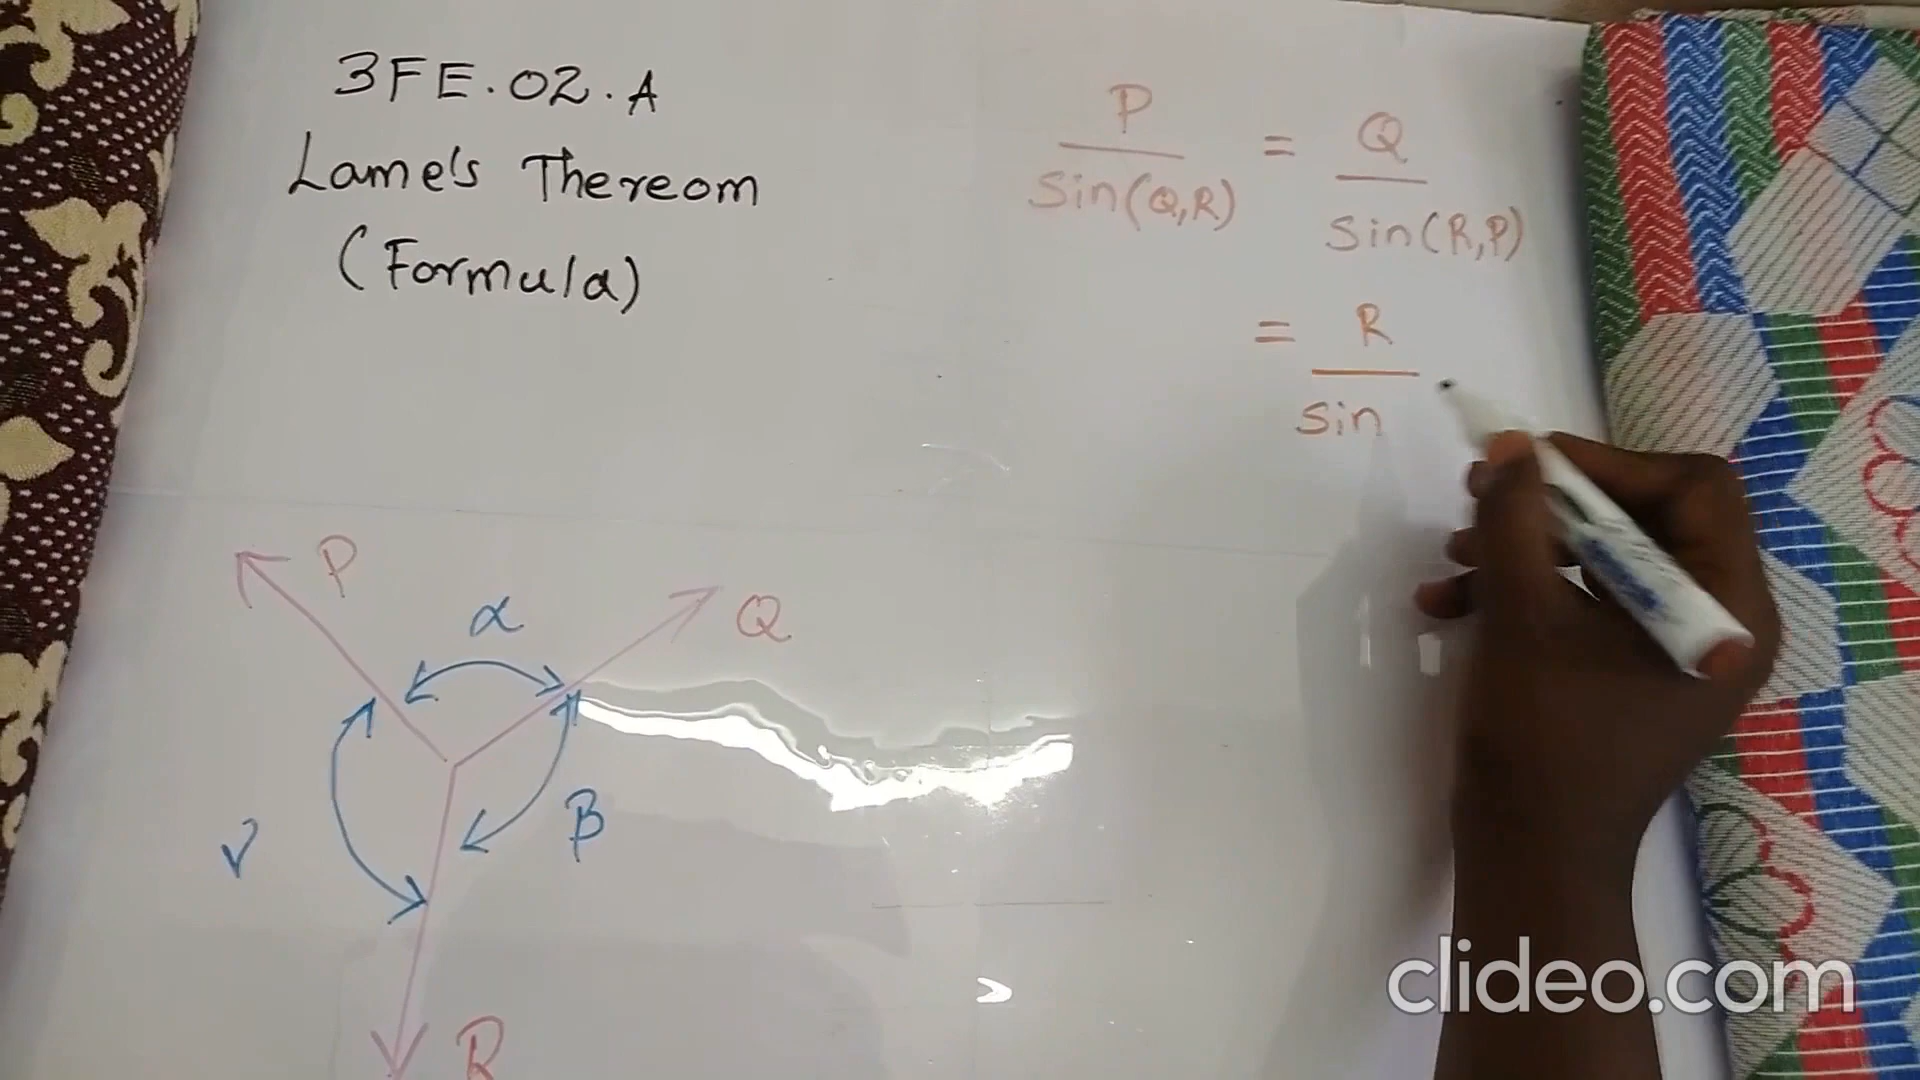 3FE.02.A
Lame's Thereom
(Formula)
P = Q
Sin(Q,R) Sin(R,P)
= R
Sin
P
α
Q
β
γ
R
clideo.com